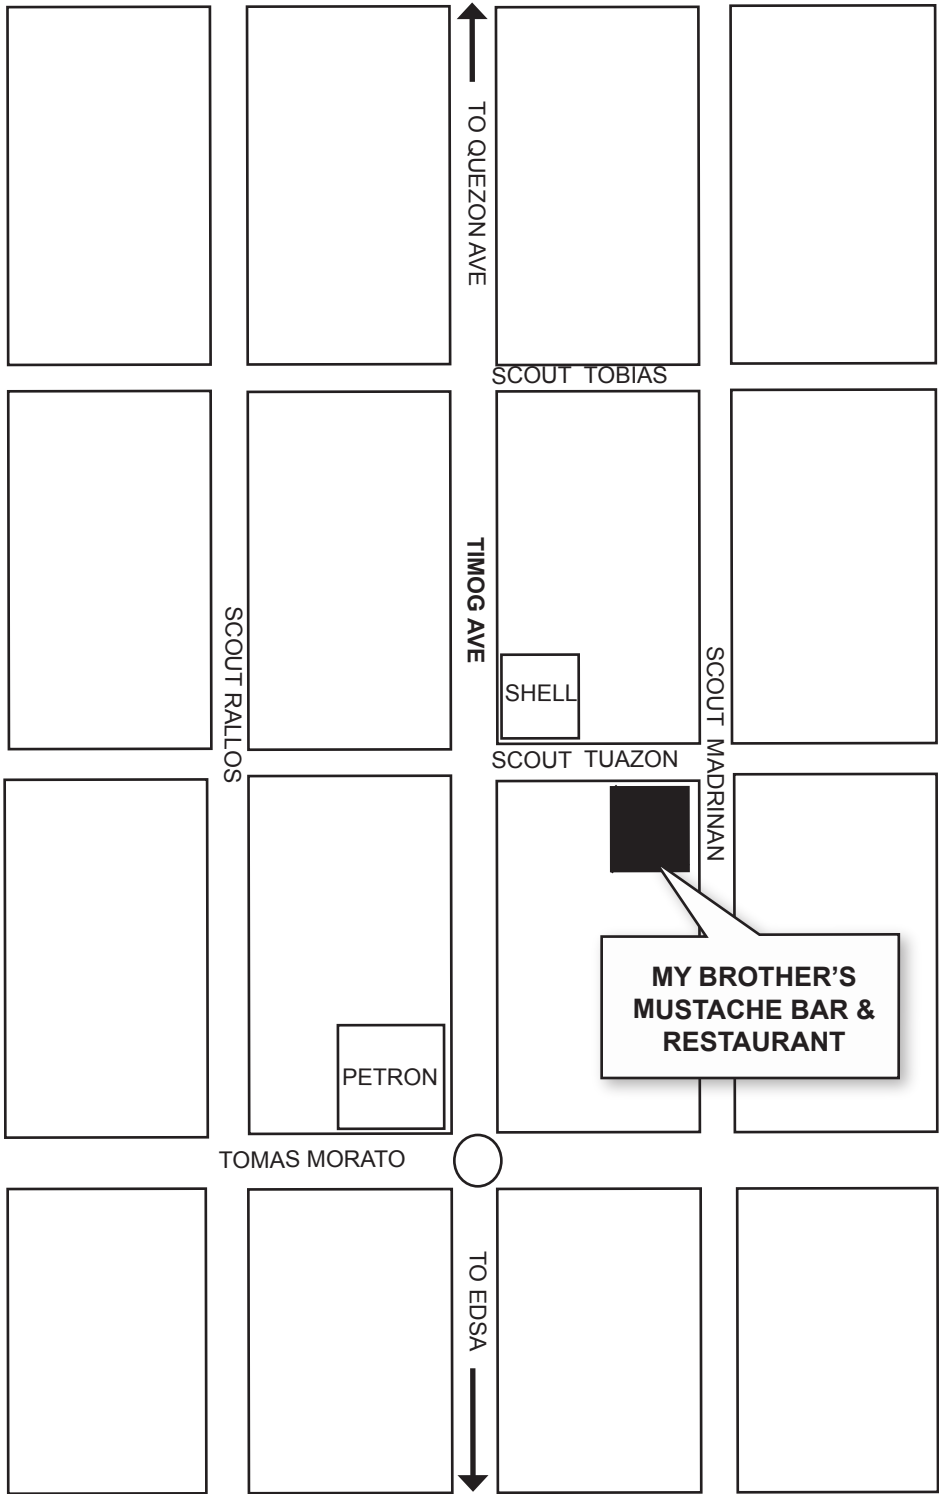 TO QUEZON AVE
SCOUT TOBIAS
TIMOG AVE
SCOUT RALLOS
SHELL
SCOUT MADRINAN
SCOUT TUAZON
MY BROTHER’S
MUSTACHE BAR &
RESTAURANT
PETRON
TOMAS MORATO
TO EDSA